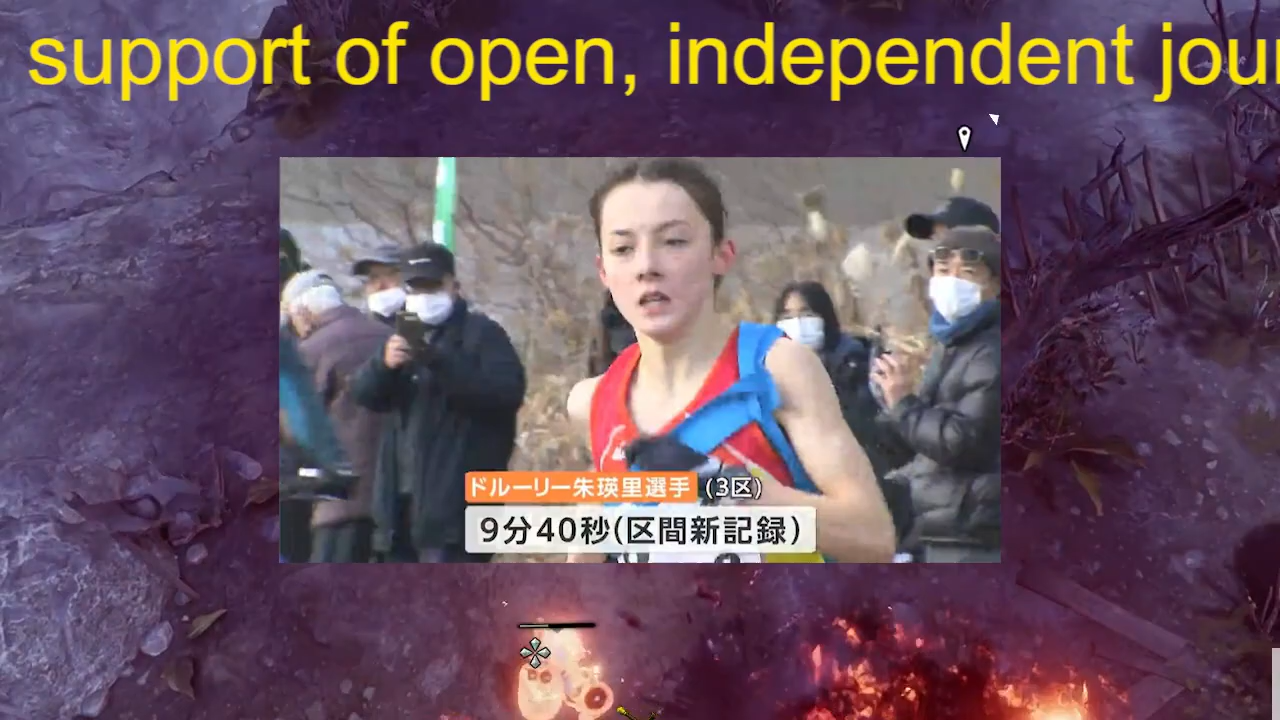 support of open, independent jour
ドルーリー朱瑛里選手 (3区)
9分40秒(区間新記録)